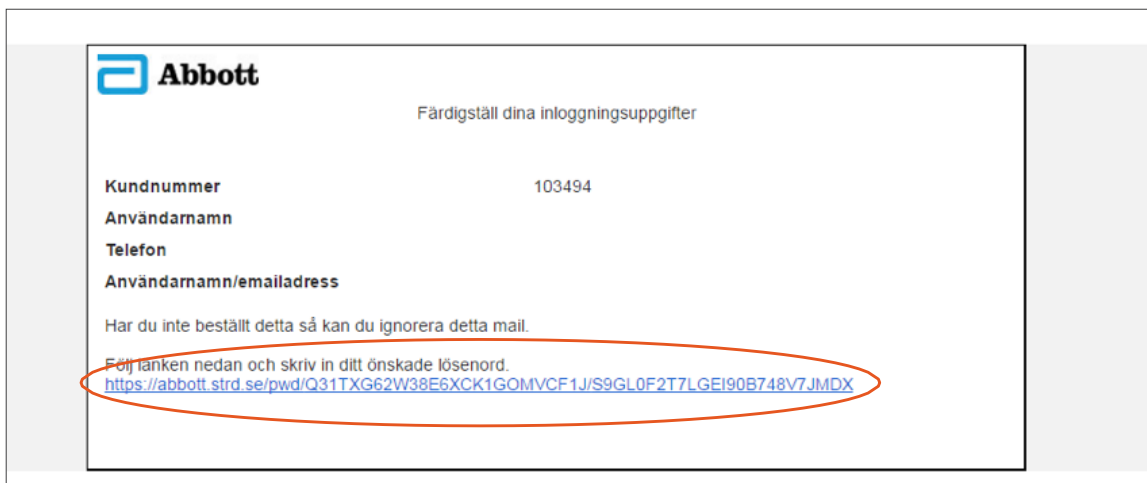 Abbott
Färdigställ dina inloggningsuppgifter
Kundnummer 103494
Användarnamn
Telefon
Användarnamn/emailadress
Har du inte beställt detta så kan du ignorera detta mail.
Följ länken nedan och skriv in ditt önskade lösenord.
https://abbott.strd.se/pwd/Q31TXG62W38E6XCK1GOMVCF1J/S9GL0F2T7LGEI90B748V7JMDX